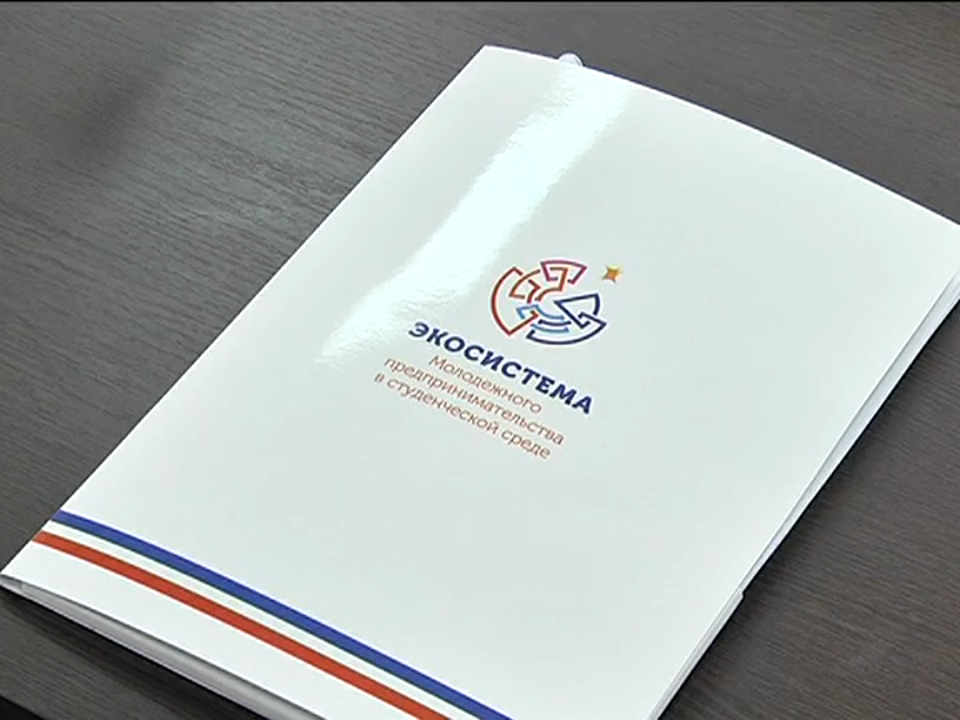 ЭКОСИСТЕМА
Молодежного
предпринимательства
в студенческой среде